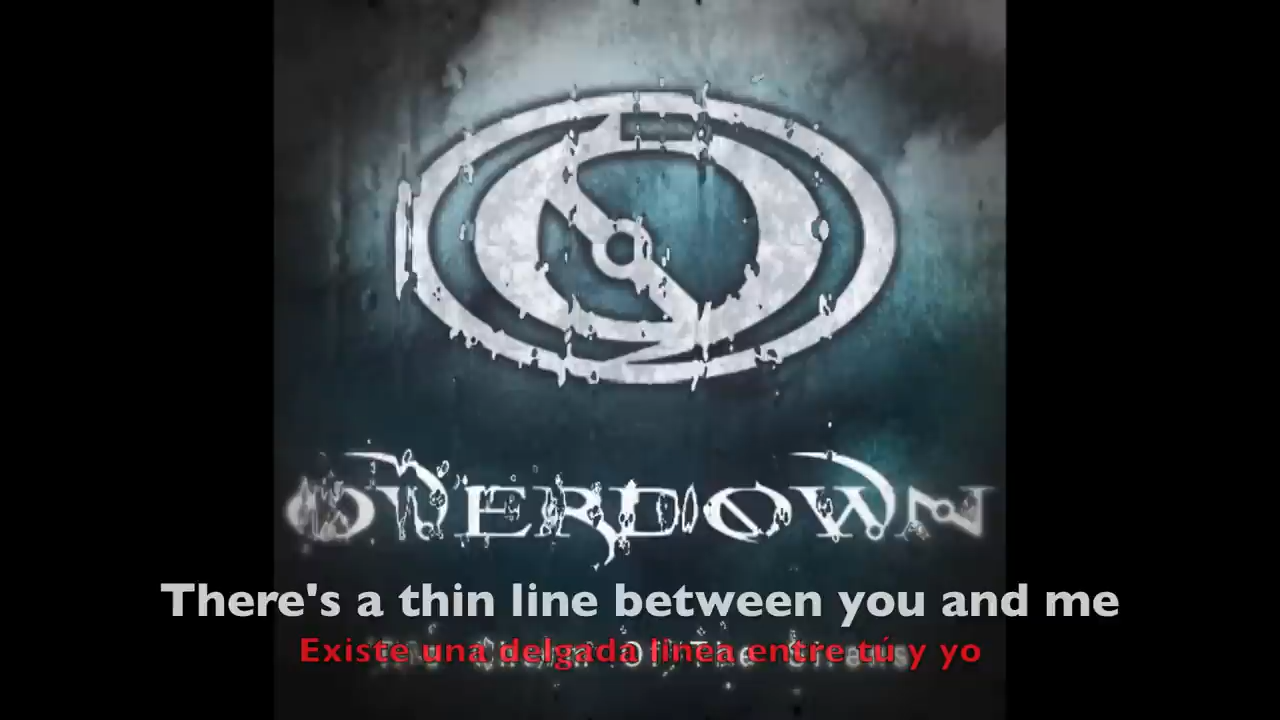 OVERDOWN
There's a thin line between you and me
Existe una delgada línea entre tú y yo